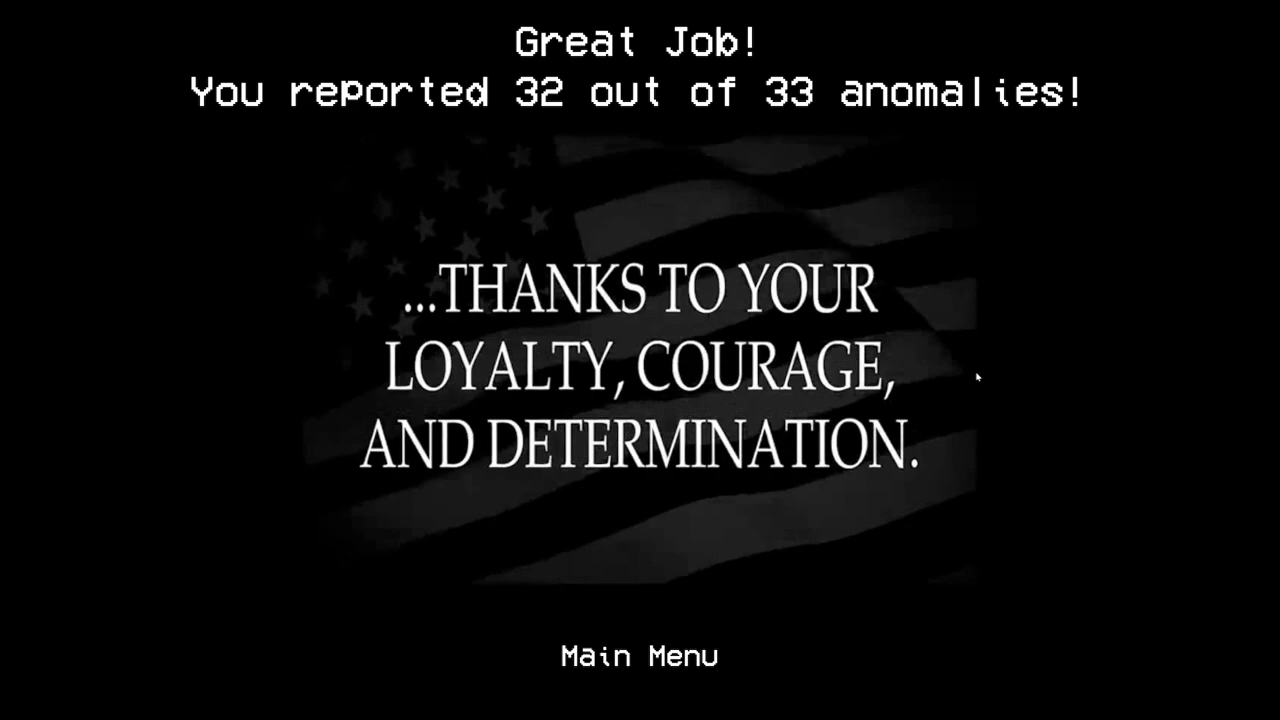 Great Job!
You reported 32 out of 33 anomalies!
...THANKS TO YOUR
LOYALTY, COURAGE,
AND DETERMINATION.
Main Menu